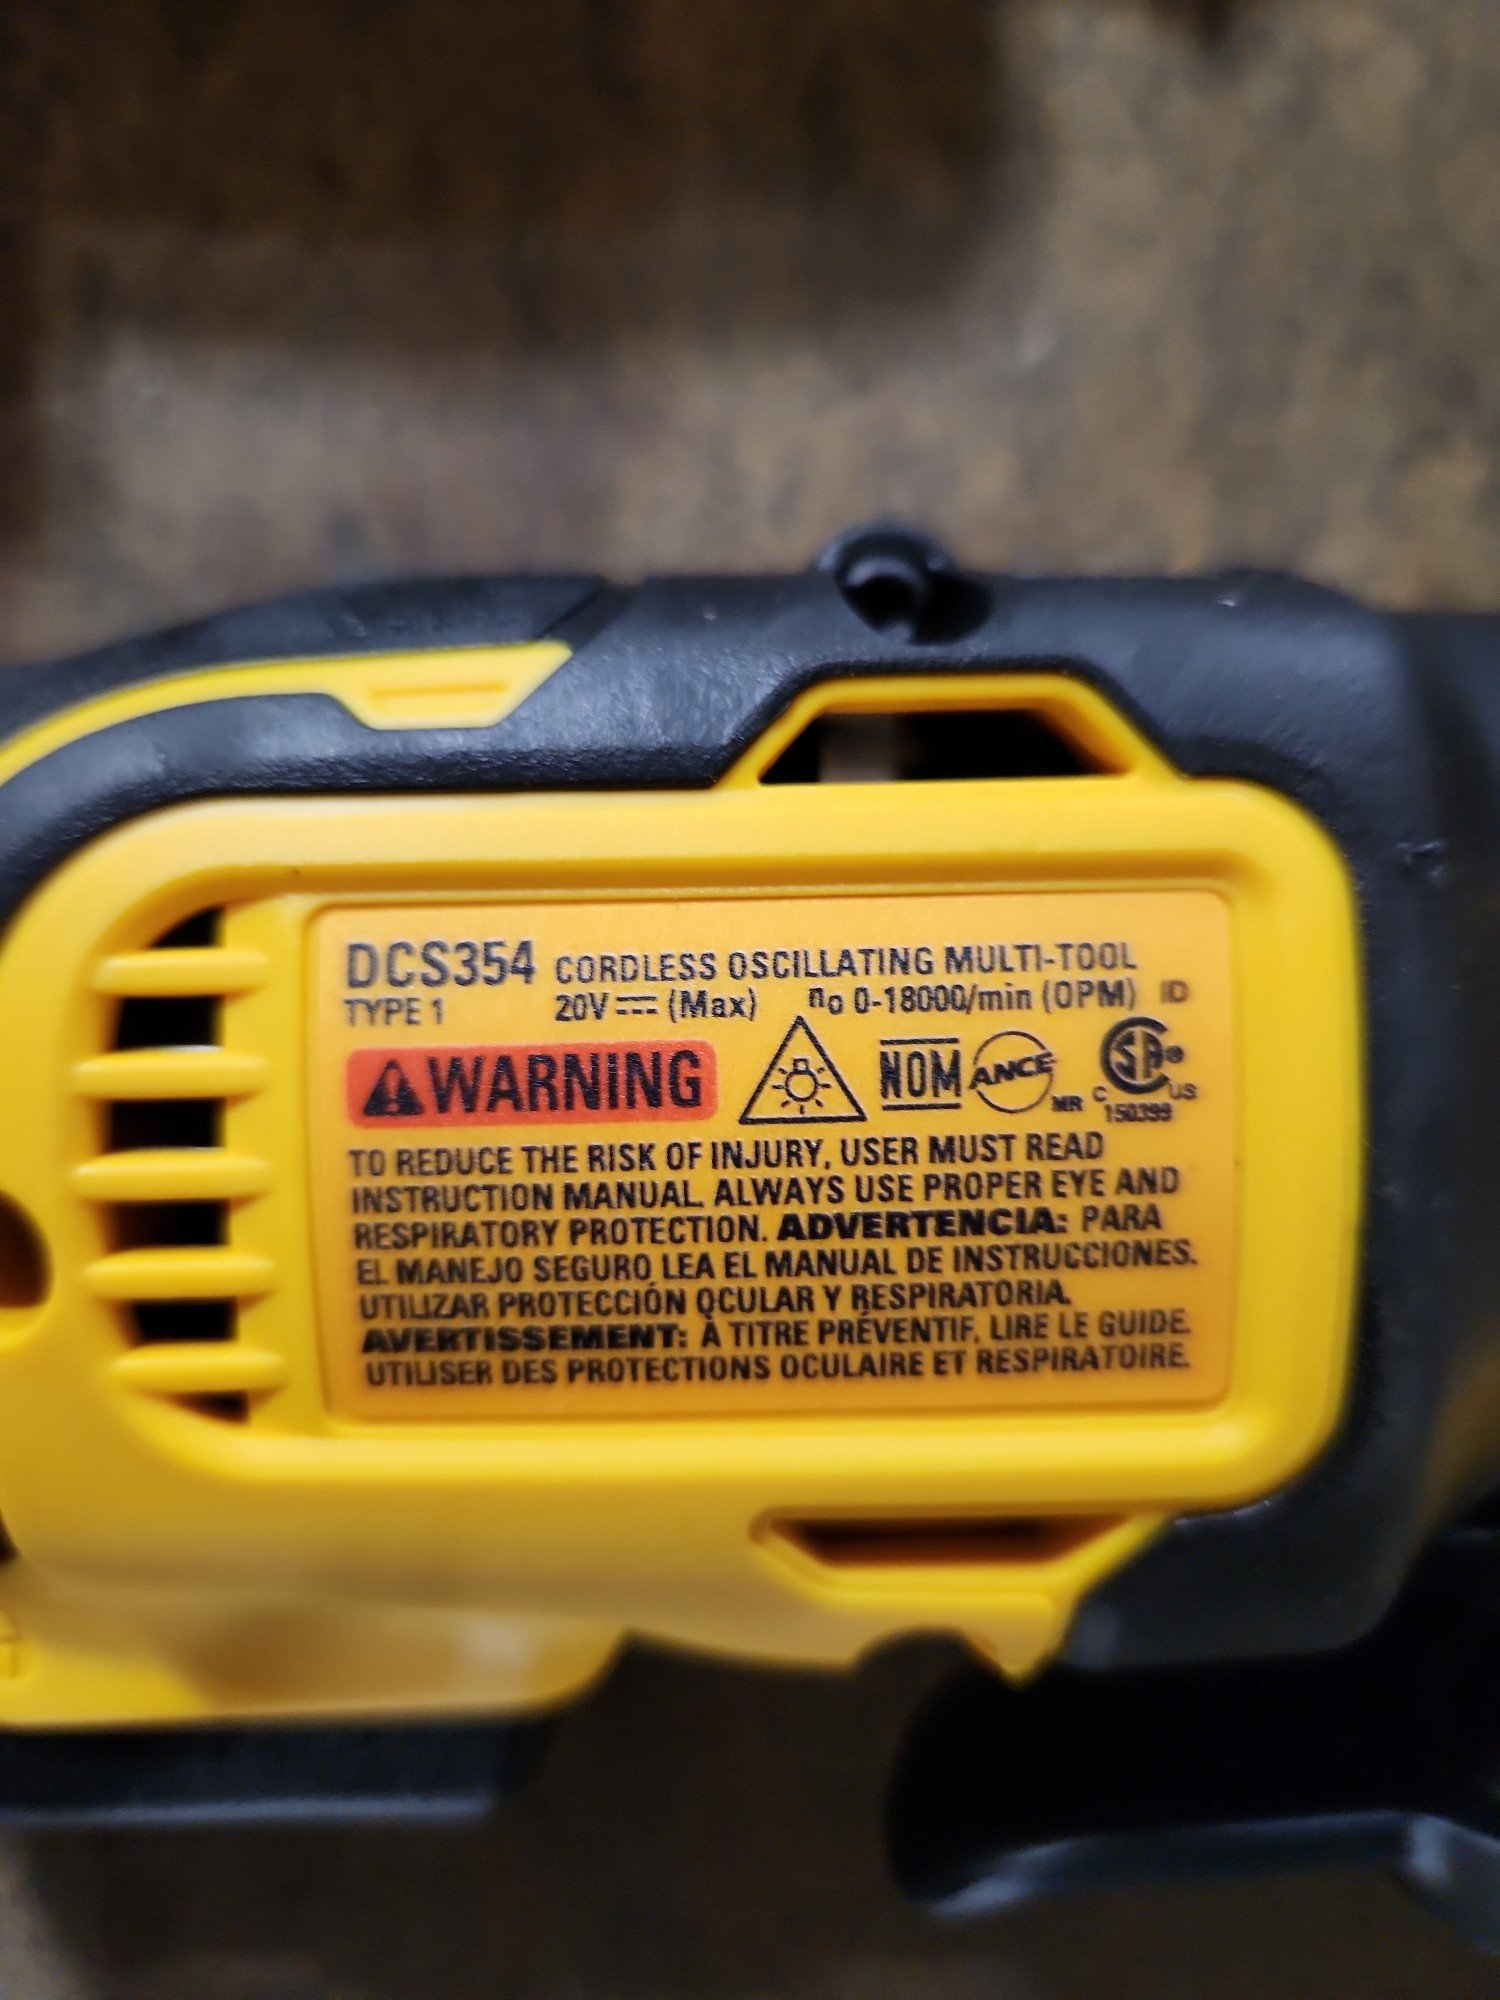 DCS354 CORDLESS OSCILLATING MULTI-TOOL
TYPE 1 20V ⎓ (Max) no 0-18000/min (OPM) ID
WARNING NOM ANCE MR C SA ® C US
150399
TO REDUCE THE RISK OF INJURY, USER MUST READ
INSTRUCTION MANUAL. ALWAYS USE PROPER EYE AND
RESPIRATORY PROTECTION. ADVERTENCIA: PARA
EL MANEJO SEGURO, LEA EL MANUAL DE INSTRUCCIONES.
UTILIZAR PROTECCIÓN OCULAR Y RESPIRATORIA.
AVERTISSEMENT: À TITRE PRÉVENTIF, LIRE LE GUIDE.
UTILISER DES PROTECTIONS OCULAIRE ET RESPIRATOIRE.